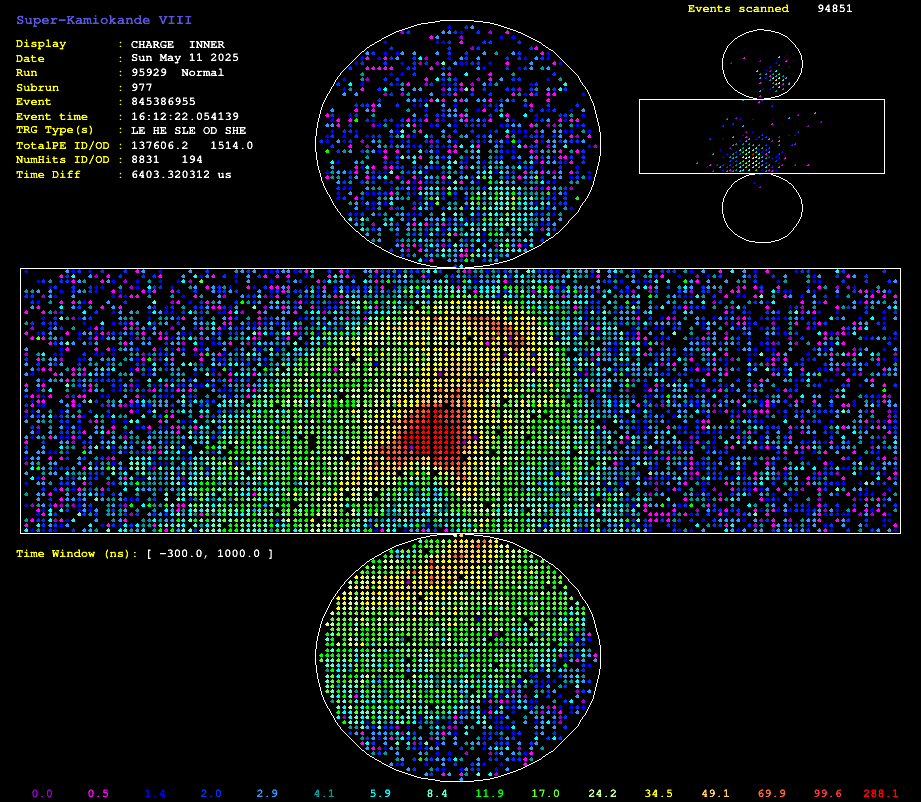 Super-Kamiokande VIII
Events scanned 94851
Display : CHARGE INNER
Date : Sun May 11 2025
Run : 95929 Normal
Subrun : 977
Event : 845386955
Event time : 16:12:22.054139
TRG Type(s) : LE HE SLE OD SHE
TotalPE ID/OD : 137606.2 1514.0
NumHits ID/OD : 8831 194
Time Diff : 6403.320312 us
Time Window (ns): [ −300.0, 1000.0 ]
0.0 0.5 1.4 2.0 2.9 4.1 5.9 8.4 11.9 17.0 24.2 34.5 49.1 69.9 99.6 288.1